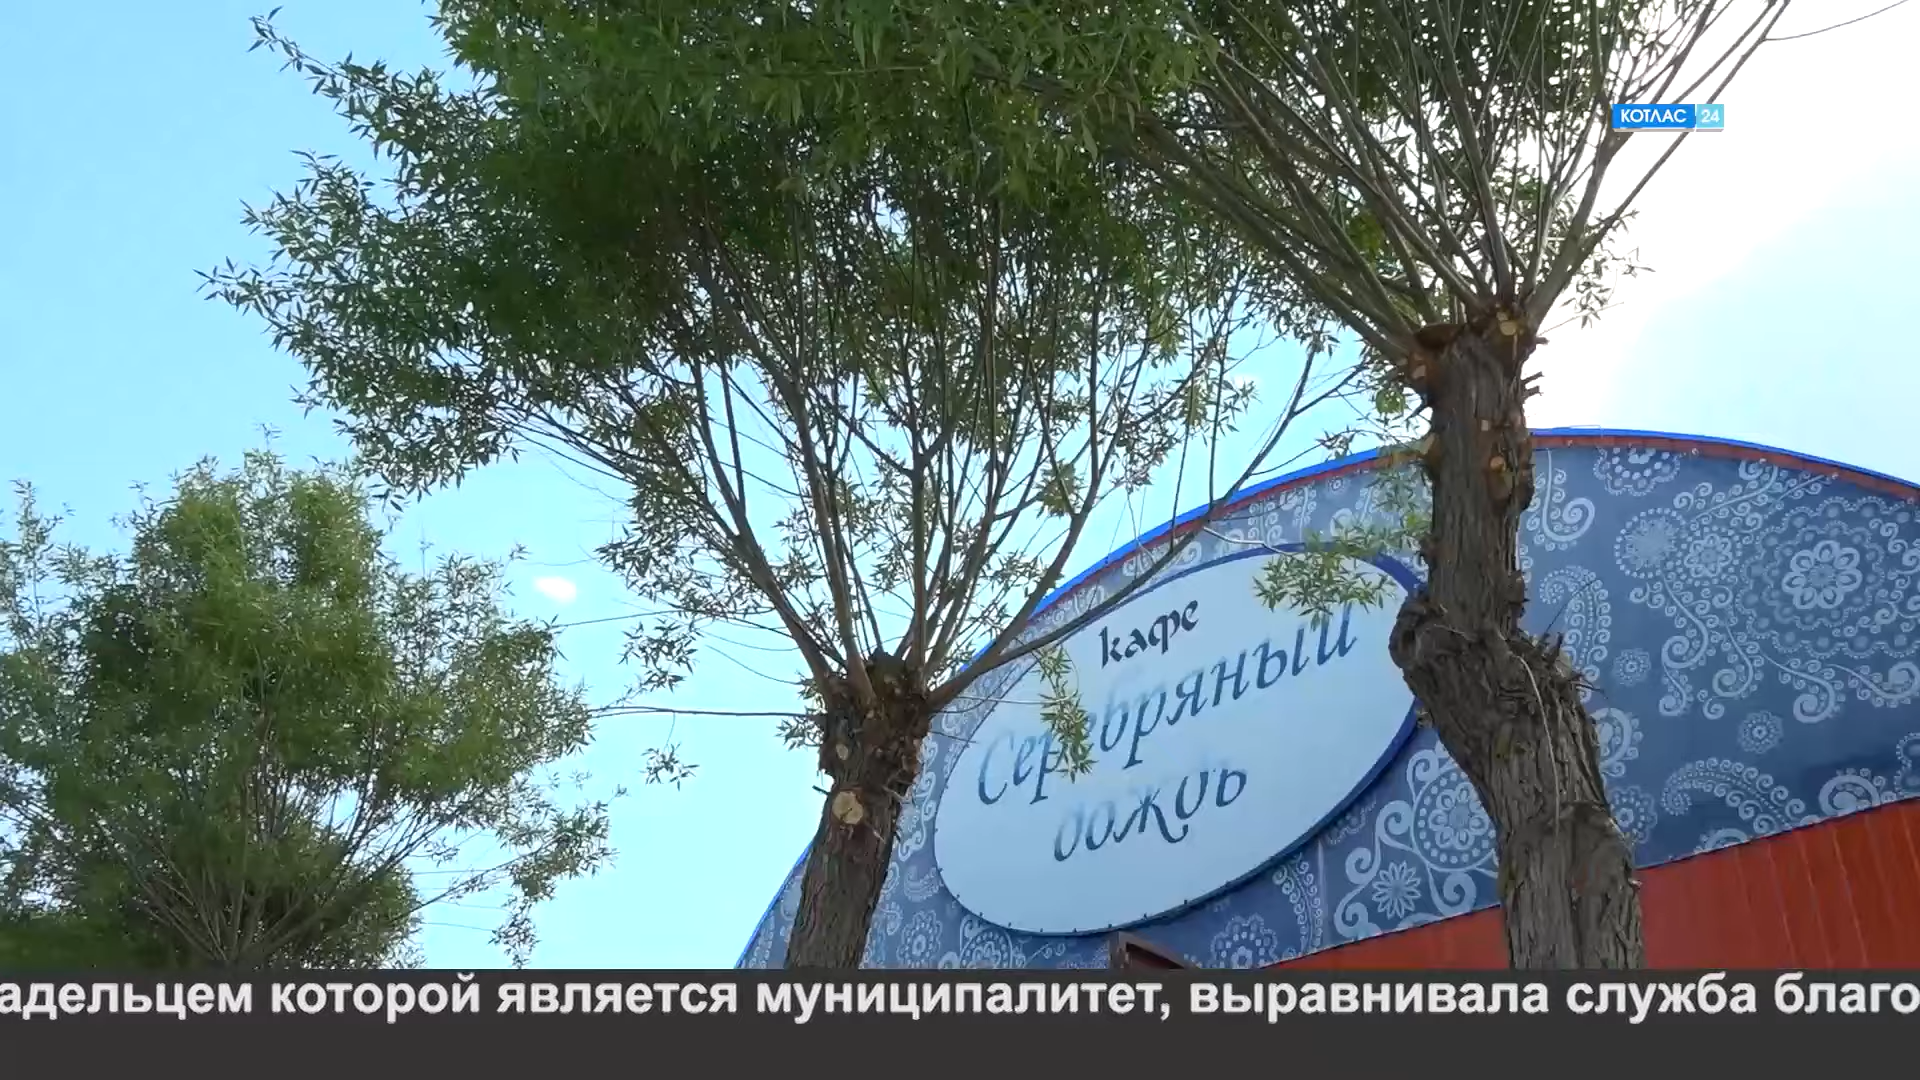 КОТЛАС 24
кафе
Серебряный
дождь
адельцем которой является муниципалитет, выравнивала служба благо